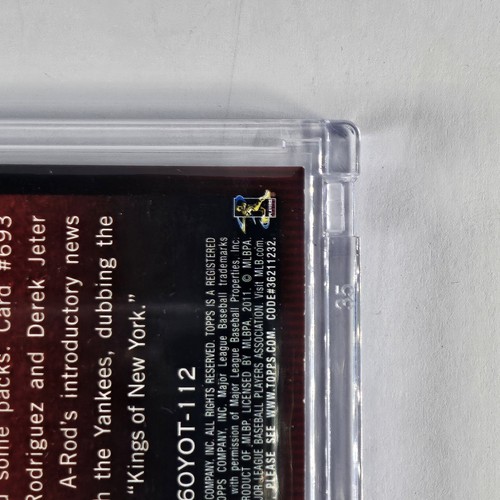 some packs. Card #693
Rodriguez and Derek Jeter
A-Rod's introductory news
the Yankees, dubbing the
"Kings of New York."
60YOT-112
COMPANY, INC. ALL RIGHTS RESERVED. TOPPS IS A REGISTERED
TOPPS COMPANY, INC. Major League Baseball trademarks
with permission of Major League Baseball Properties, Inc.
PRODUCT OF MLBP. LICENSED BY MLBPA, 2011. © MLBPA,
LEAGUE BASEBALL PLAYERS ASSOCIATION. Visit MLB.com.
PLEASE SEE WWW.TOPPS.COM. CODE#36211232.